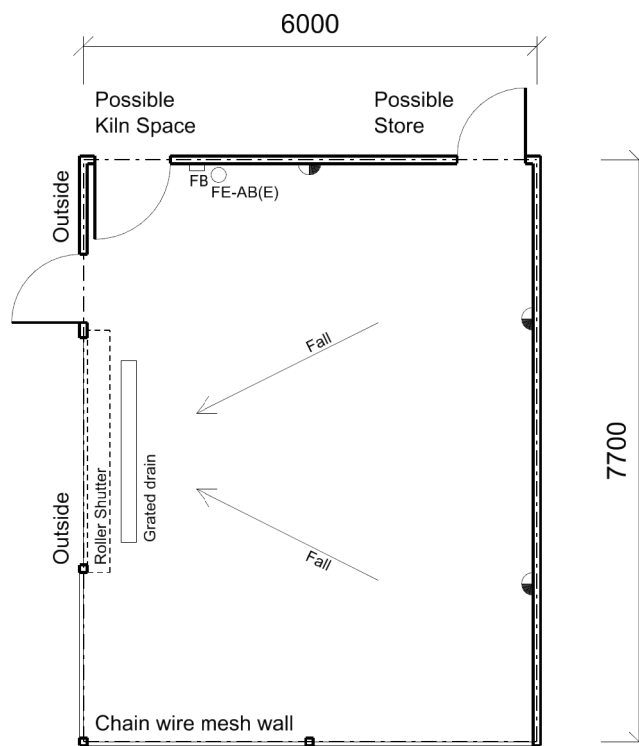 6000
Possible
Kiln Space
Possible
Store
FB
FE-AB(E)
Outside
Fall
7700
Outside
Roller Shutter
Grated drain
Fall
Chain wire mesh wall